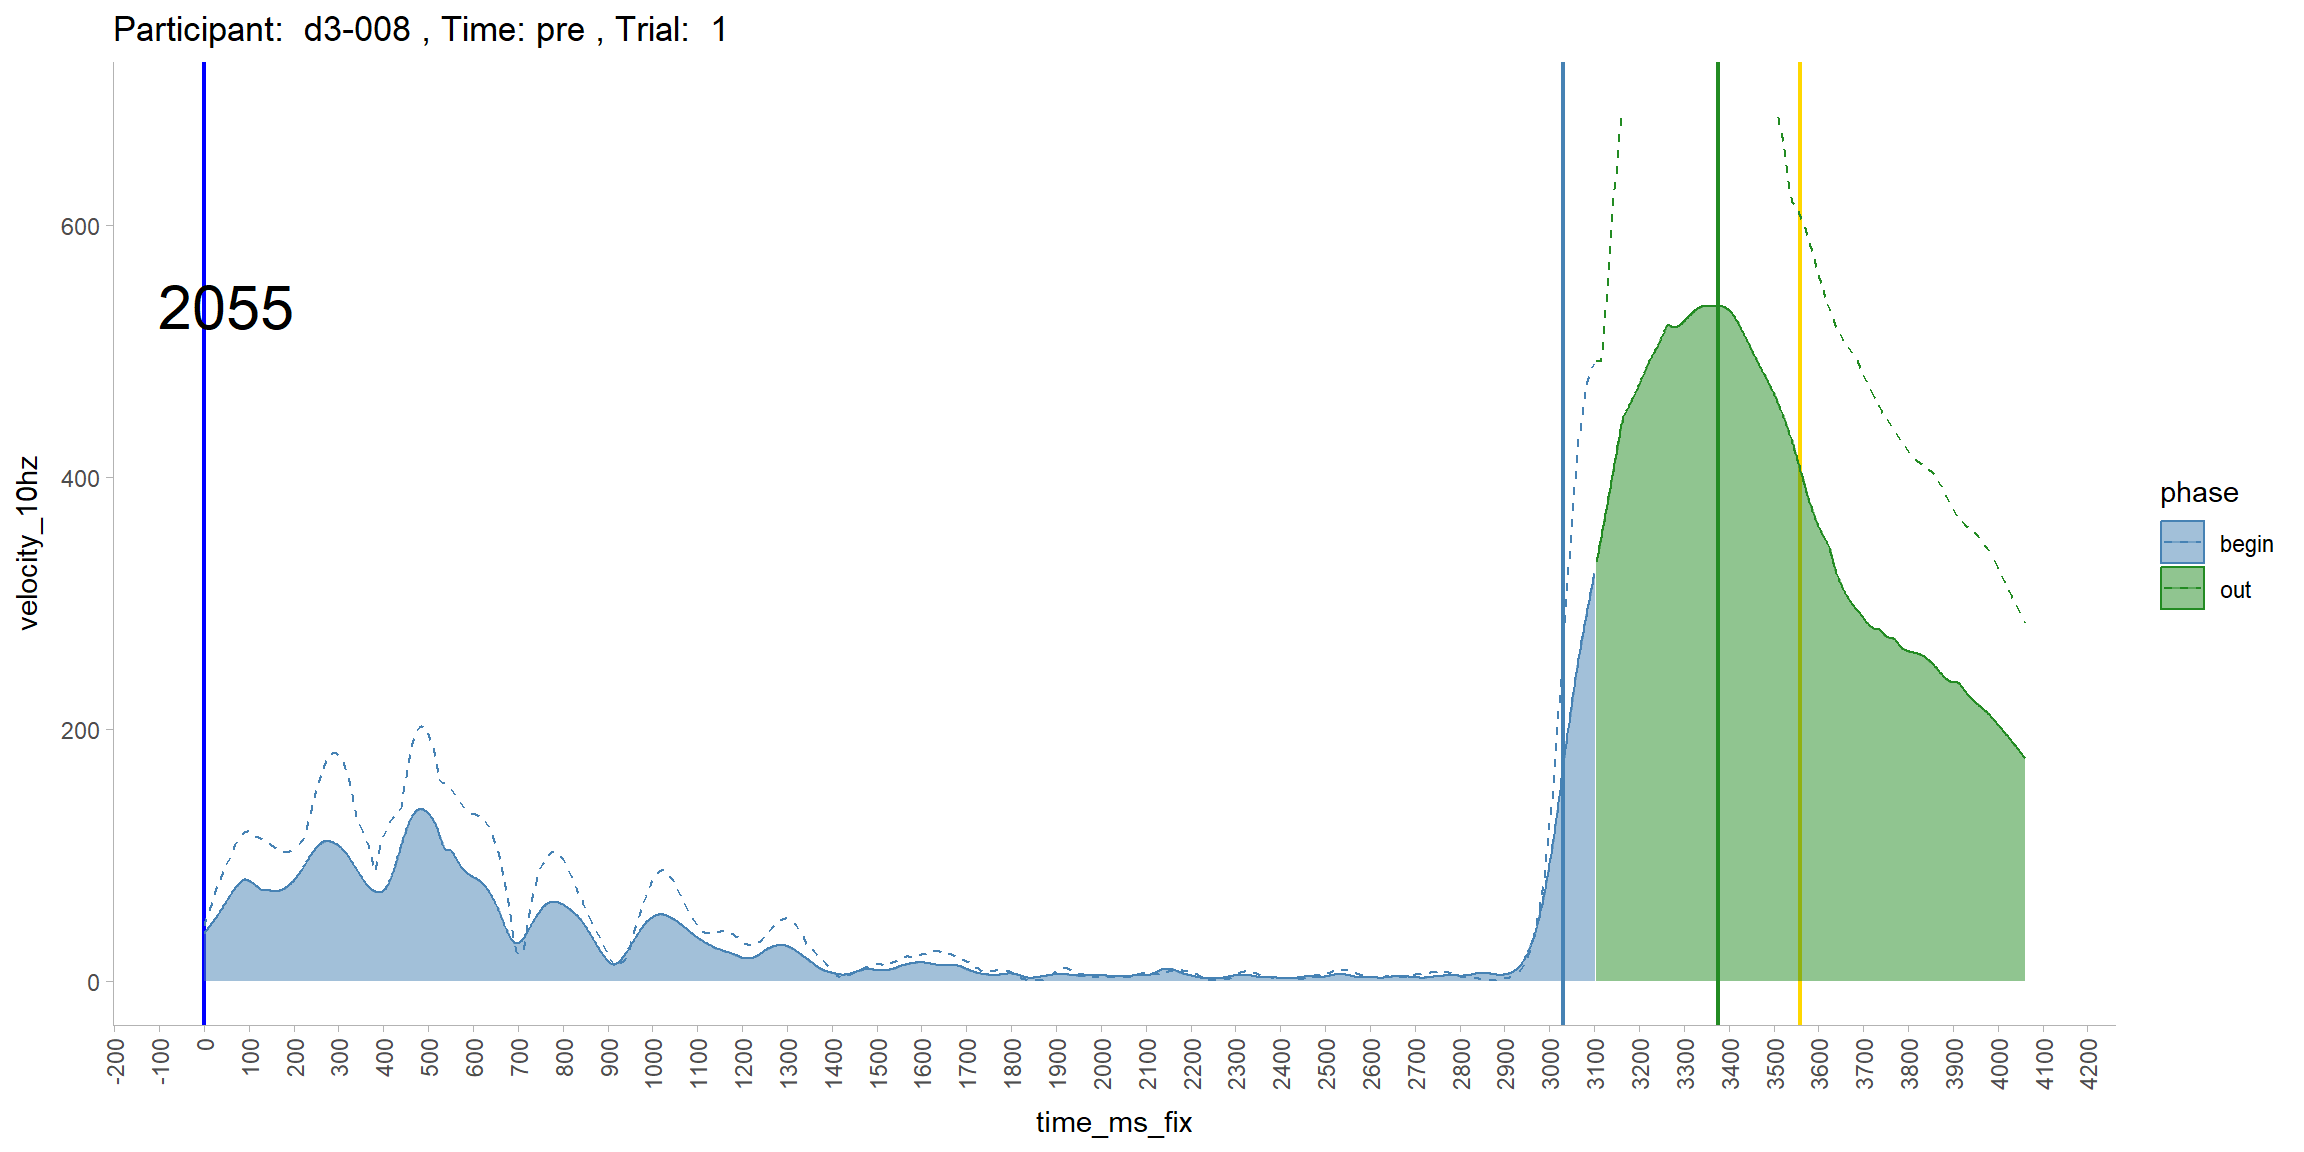 Participant:  d3-008 , Time: pre , Trial:  1
velocity_10hz
600
400
200
0
2055
-200 -100 0 100 200 300 400 500 600 700 800 900 1000 1100 1200 1300 1400 1500 1600 1700 1800 1900 2000 2100 2200 2300 2400 2500 2600 2700 2800 2900 3000 3100 3200 3300 3400 3500 3600 3700 3800 3900 4000 4100 4200
time_ms_fix
phase
begin
out